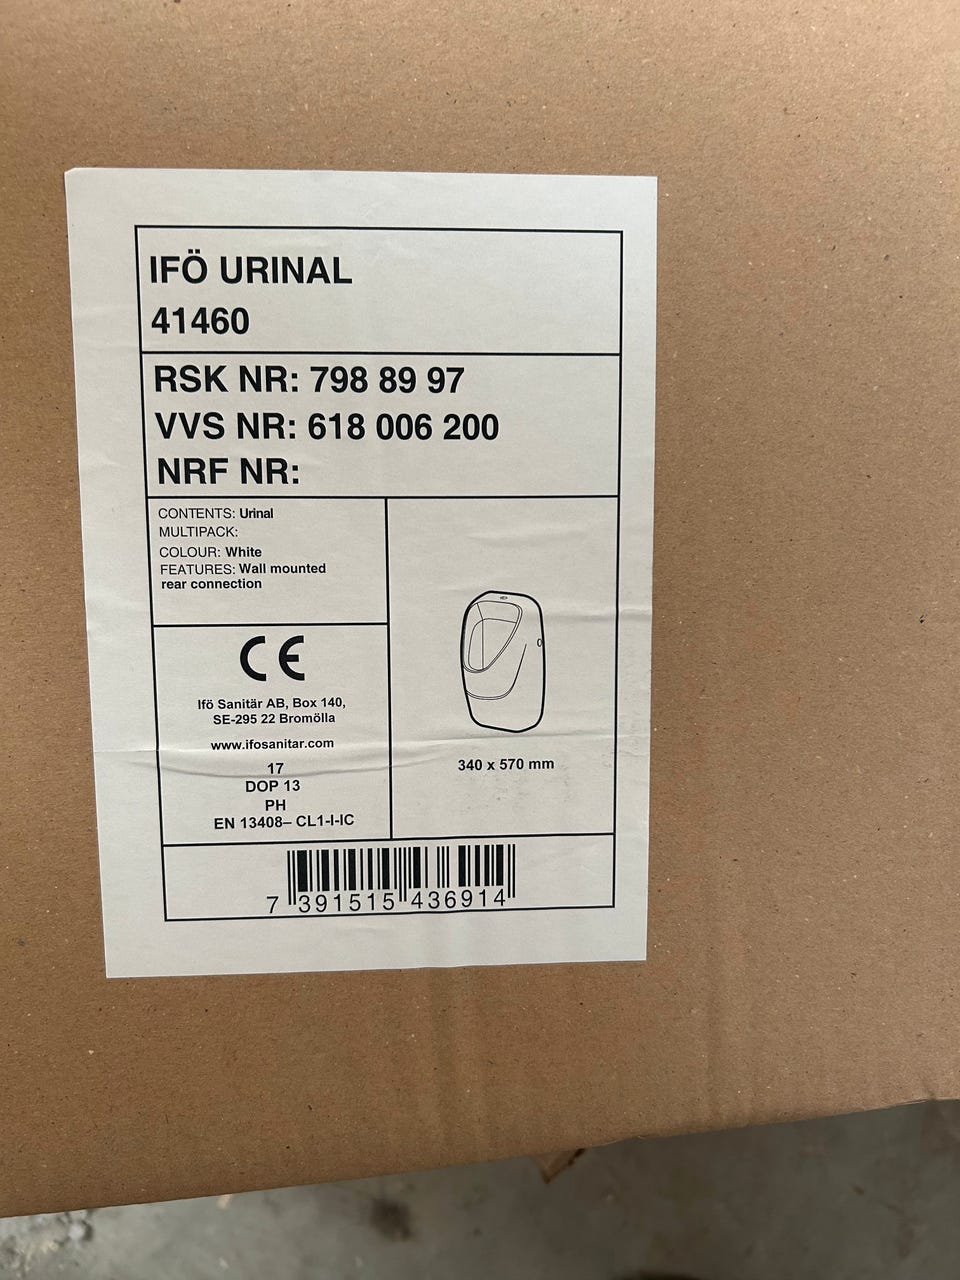 IFÖ URINAL
41460
RSK NR: 798 89 97
VVS NR: 618 006 200
NRF NR:
CONTENTS: Urinal
MULTIPACK:
COLOUR: White
FEATURES: Wall mounted
rear connection
CE
Ifö Sanitär AB, Box 140,
SE-295 22 Bromölla
www.ifosanitar.com
17
DOP 13
PH
EN 13408– CL1-I-IC
340 x 570 mm
7 391515 436914